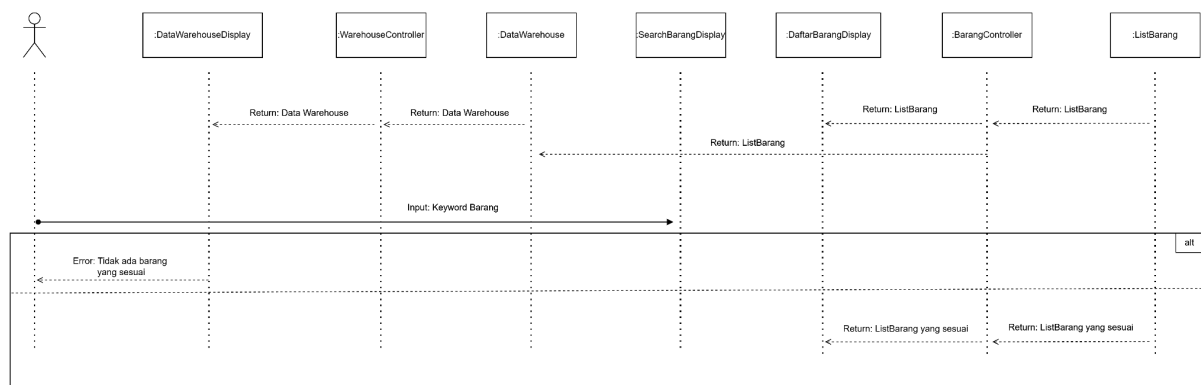 :DataWarehouseDisplay
:WarehouseController
:DataWarehouse
:SearchBarangDisplay
:DaftarBarangDisplay
:BarangController
:ListBarang
Return: Data Warehouse
Return: Data Warehouse
Return: ListBarang
Return: ListBarang
Return: ListBarang
Input: Keyword Barang
alt
Error: Tidak ada barang
yang sesuai
Return: ListBarang yang sesuai
Return: ListBarang yang sesuai